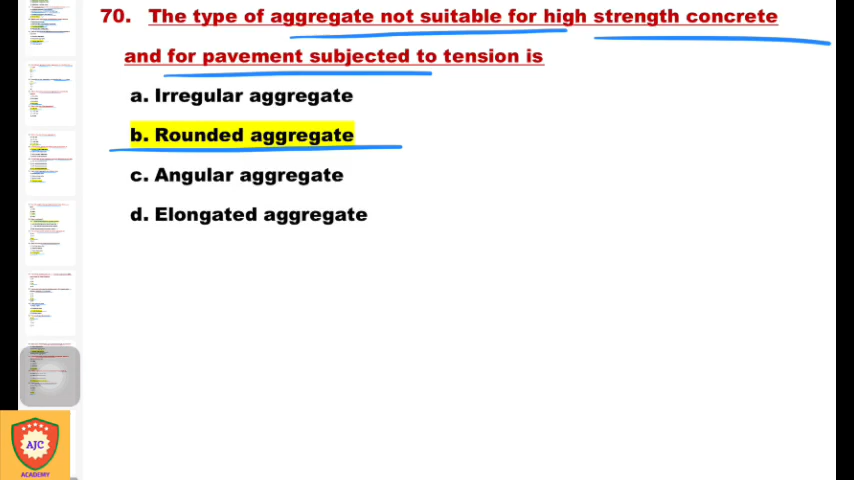 70. The type of aggregate not suitable for high strength concrete
and for pavement subjected to tension is
a. Irregular aggregate
b. Rounded aggregate
c. Angular aggregate
d. Elongated aggregate
AJC
ACADEMY